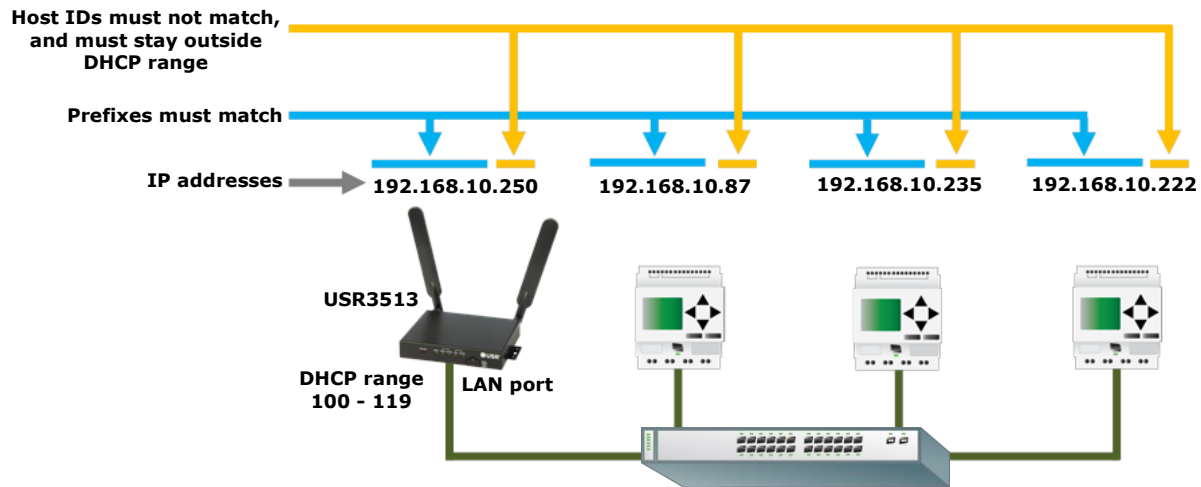 Host IDs must not match,
and must stay outside
DHCP range
Prefixes must match
IP addresses
192.168.10.250
192.168.10.87
192.168.10.235
192.168.10.222
USR3513
DHCP range
100 - 119
LAN port
USR